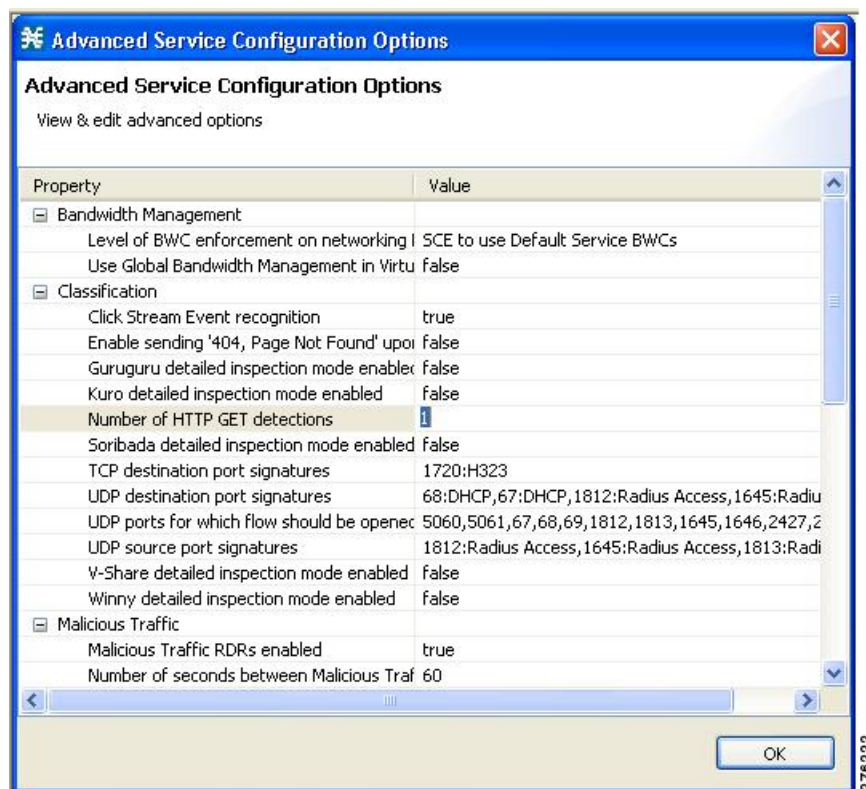 Advanced Service Configuration Options
Advanced Service Configuration Options
View & edit advanced options
Property Value
Bandwidth Management
Level of BWC enforcement on networking SCE to use Default Service BWCs
Use Global Bandwidth Management in Virtu false
Classification
Click Stream Event recognition true
Enable sending '404, Page Not Found' upor false
Guruguru detailed inspection mode enabled false
Kuro detailed inspection mode enabled false
Number of HTTP GET detections 1
Soribada detailed inspection mode enabled false
TCP destination port signatures 1720:H323
UDP destination port signatures 68:DHCP,67:DHCP,1812:Radius Access,1645:Radiu
UDP ports for which flow should be opened 5060,5061,67,68,69,1812,1813,1645,1646,2427,2
UDP source port signatures 1812:Radius Access,1645:Radius Access,1813:Radi
V-Share detailed inspection mode enabled false
Winny detailed inspection mode enabled false
Malicious Traffic
Malicious Traffic RDRs enabled true
Number of seconds between Malicious Traf 60
OK